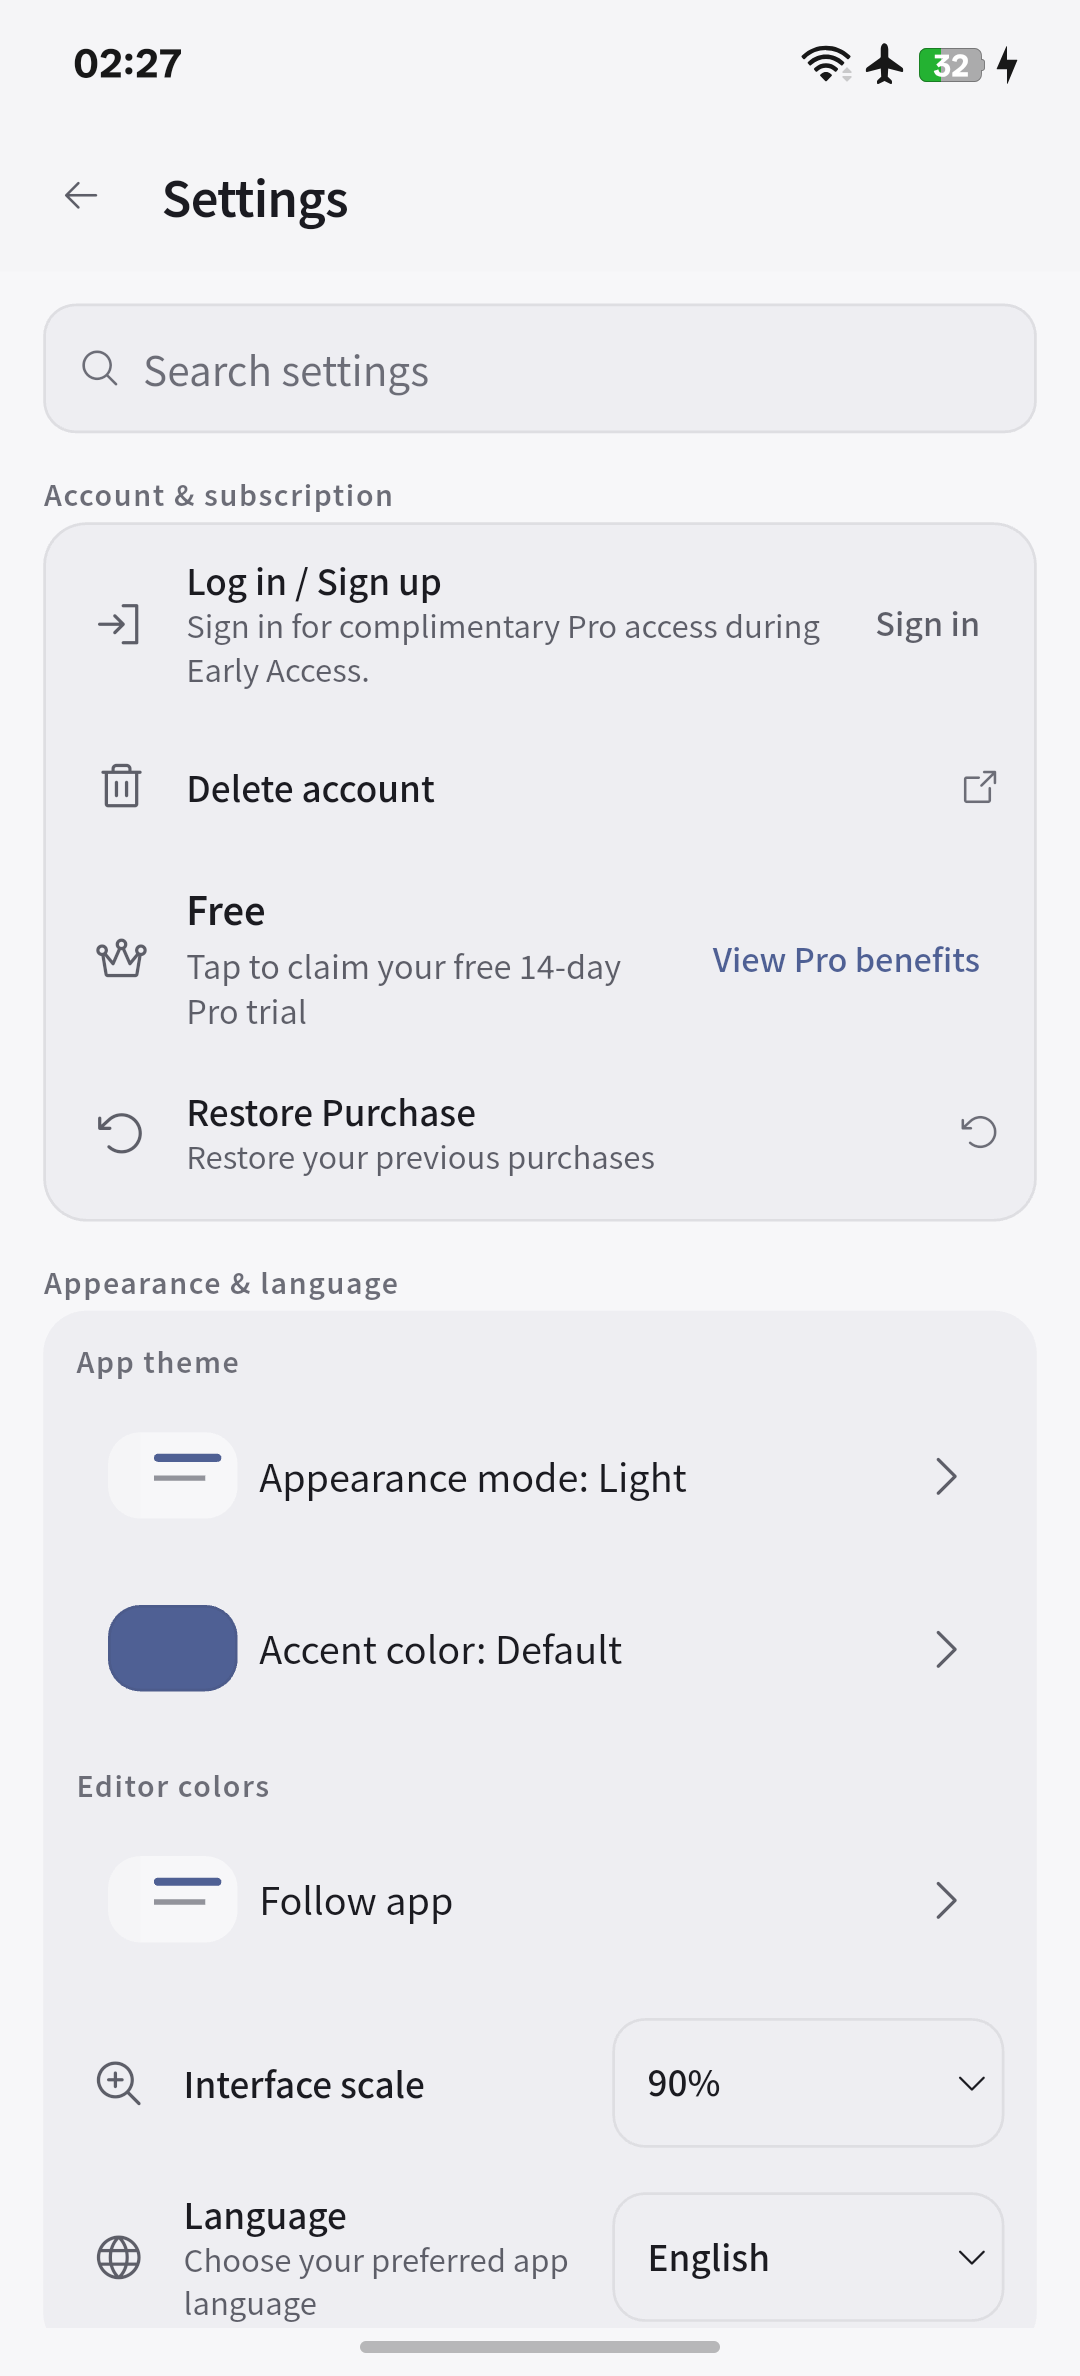 02:27
32
Settings
Search settings
Account & subscription
Log in / Sign up
Sign in for complimentary Pro access during
Early Access.
Sign in
Delete account
Free
Tap to claim your free 14-day
Pro trial
View Pro benefits
Restore Purchase
Restore your previous purchases
Appearance & language
App theme
Appearance mode: Light
Accent color: Default
Editor colors
Follow app
Interface scale
90%
Language
Choose your preferred app
language
English